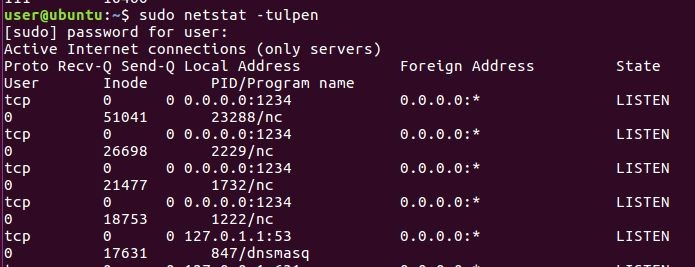 user@ubuntu:~$ sudo netstat -tulpen
[sudo] password for user:
Active Internet connections (only servers)
Proto Recv-Q Send-Q Local Address           Foreign Address         State
User       Inode       PID/Program name
tcp        0      0 0.0.0.0:1234            0.0.0.0:*               LISTEN
0          51041       23288/nc
tcp        0      0 0.0.0.0:1234            0.0.0.0:*               LISTEN
0          26698       2229/nc
tcp        0      0 0.0.0.0:1234            0.0.0.0:*               LISTEN
0          21477       1732/nc
tcp        0      0 0.0.0.0:1234            0.0.0.0:*               LISTEN
0          18753       1222/nc
tcp        0      0 127.0.1.1:53            0.0.0.0:*               LISTEN
0          17631       847/dnsmasq